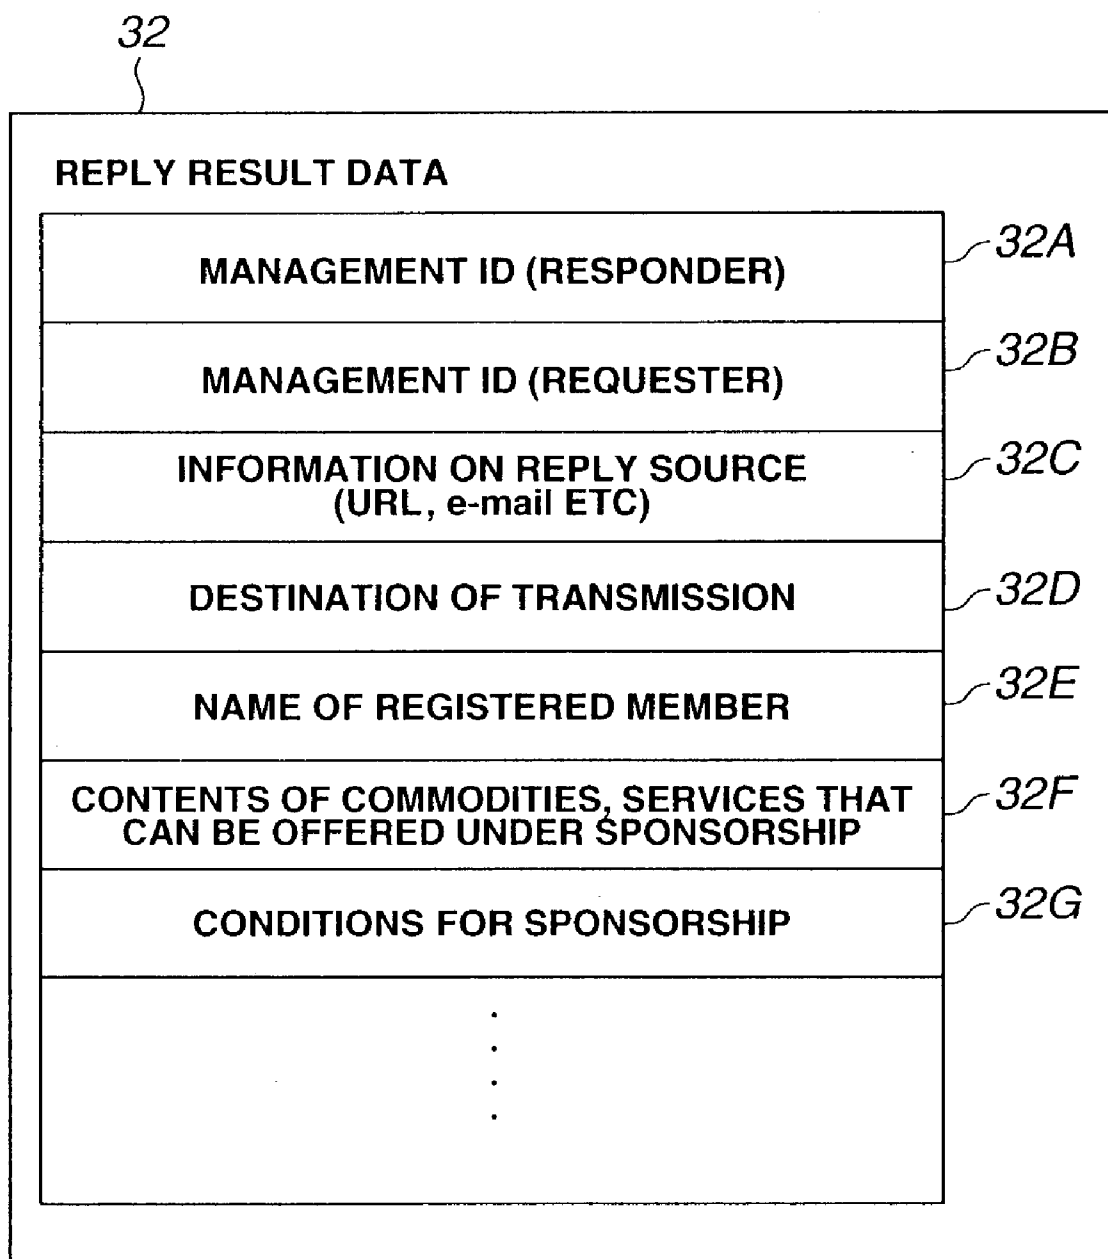 32
REPLY RESULT DATA
MANAGEMENT ID (RESPONDER)
32A
MANAGEMENT ID (REQUESTER)
32B
INFORMATION ON REPLY SOURCE
(URL, e-mail ETC)
32C
DESTINATION OF TRANSMISSION
32D
NAME OF REGISTERED MEMBER
32E
CONTENTS OF COMMODITIES, SERVICES THAT
CAN BE OFFERED UNDER SPONSORSHIP
32F
CONDITIONS FOR SPONSORSHIP
32G